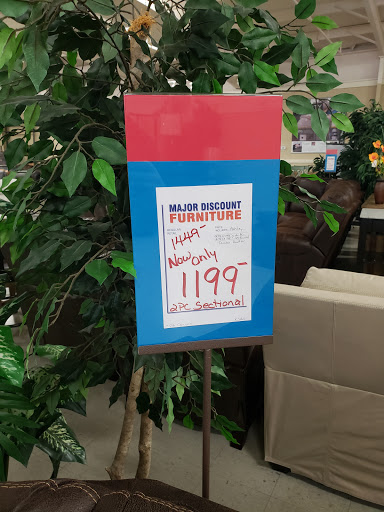 MAJOR DISCOUNT
FURNITURE
1449-
Now Only
1199-
2PC Sectional